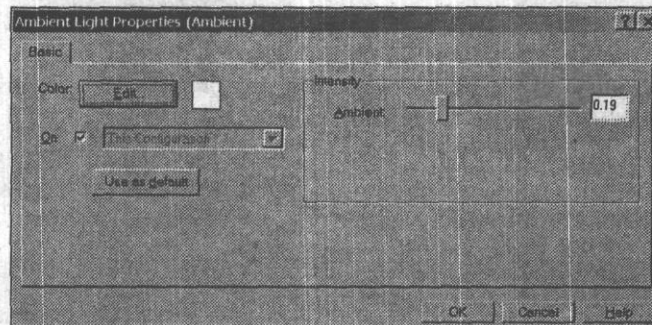 Ambient Light Properties (Ambient)
? x
Basic
Color: Edit...
Intensity
Ambient: 0.19
On This Configuration
Use as default
OK Cancel Help